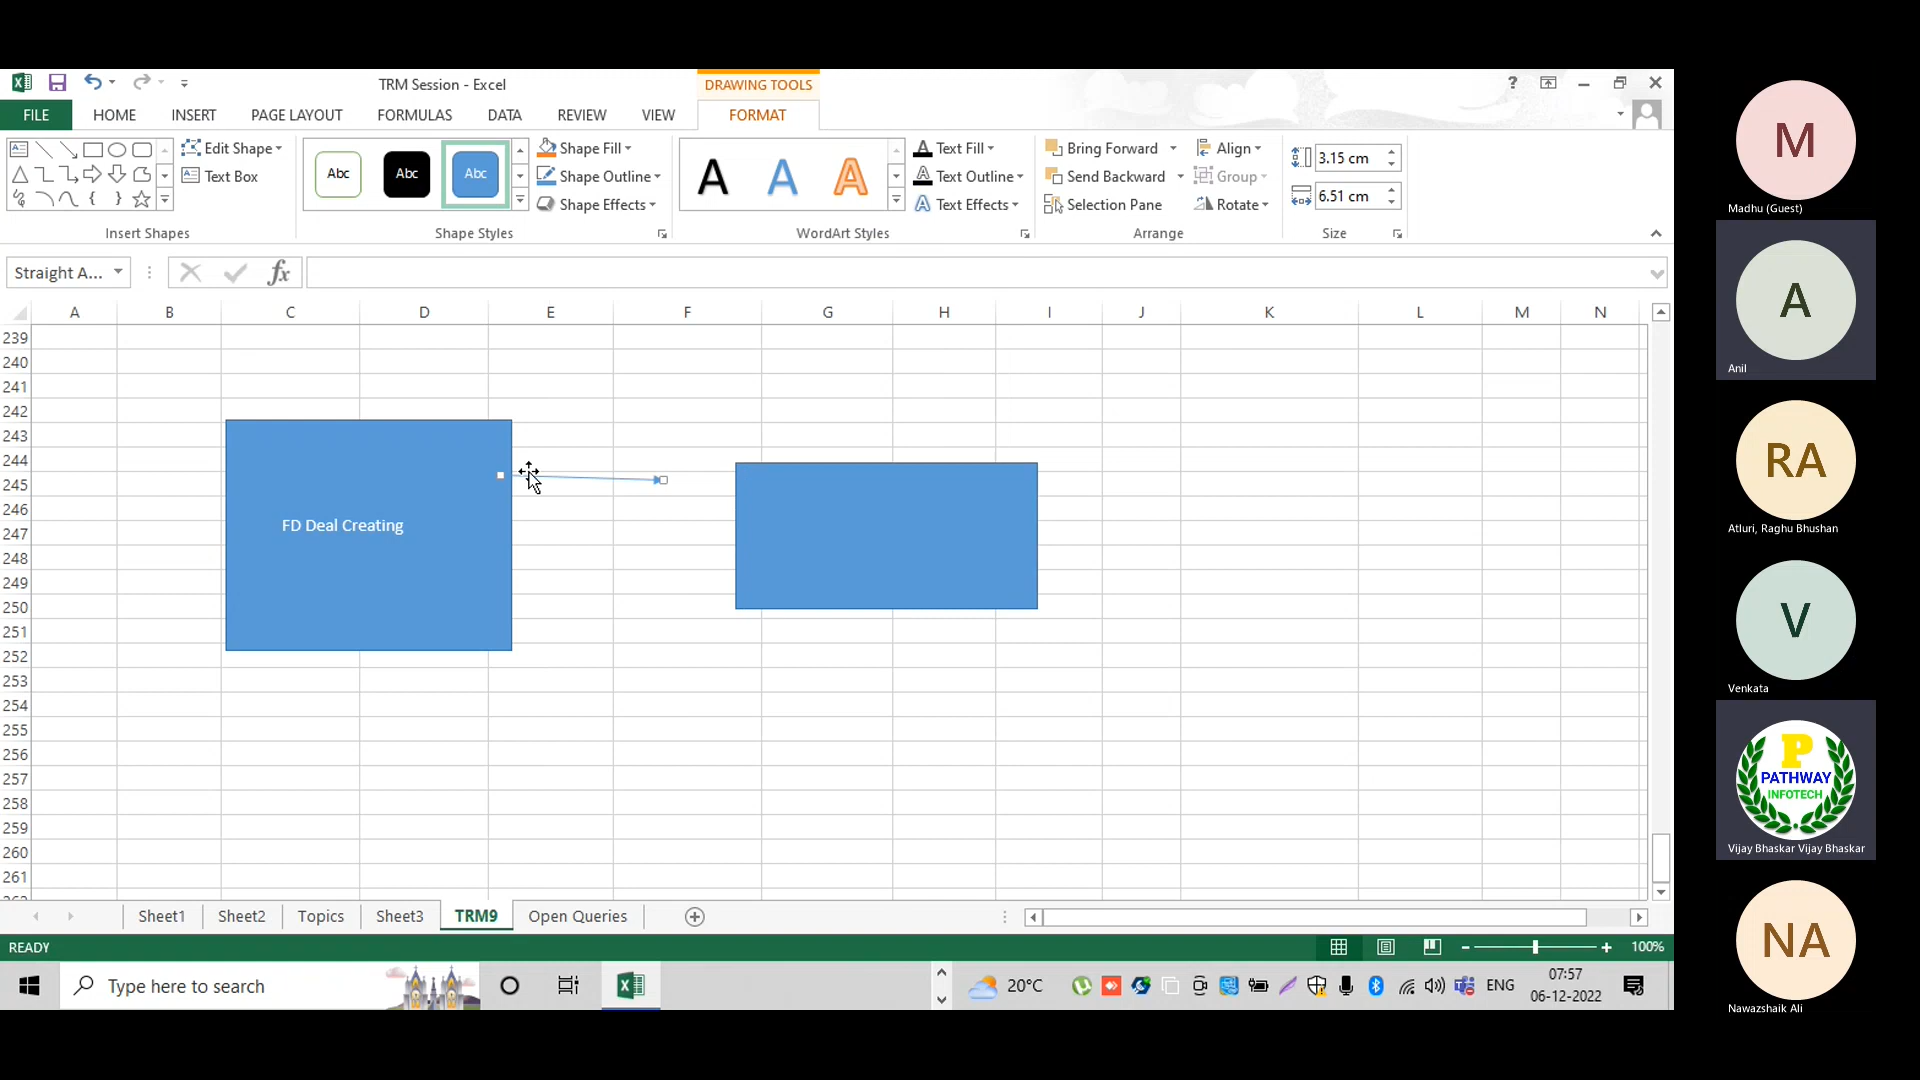 TRM Session - Excel
DRAWING TOOLS
?
FILE HOME INSERT PAGE LAYOUT FORMULAS DATA REVIEW VIEW FORMAT
Edit Shape
Text Box
Insert Shapes
Abc Abc Abc
Shape Fill
Shape Outline
Shape Effects
Shape Styles
A A A
Text Fill
Text Outline
Text Effects
WordArt Styles
Bring Forward
Send Backward
Selection Pane
Align
Group
Rotate
Arrange
3.15 cm
6.51 cm
Size
Straight A...
fx
A B C D E F G H I J K L M N
239
240
241
242
243
244
245
246
247
248
249
250
251
252
253
254
255
256
257
258
259
260
261
FD Deal Creating
Sheet1 Sheet2 Topics Sheet3 TRM9 Open Queries
READY
100%
Type here to search
20°C
ENG
07:57
06-12-2022
M
Madhu (Guest)
A
Anil
RA
Atluri, Raghu Bhushan
V
Venkata
P
PATHWAY
INFOTECH
Vijay Bhaskar Vijay Bhaskar
NA
Nawazshaik Ali